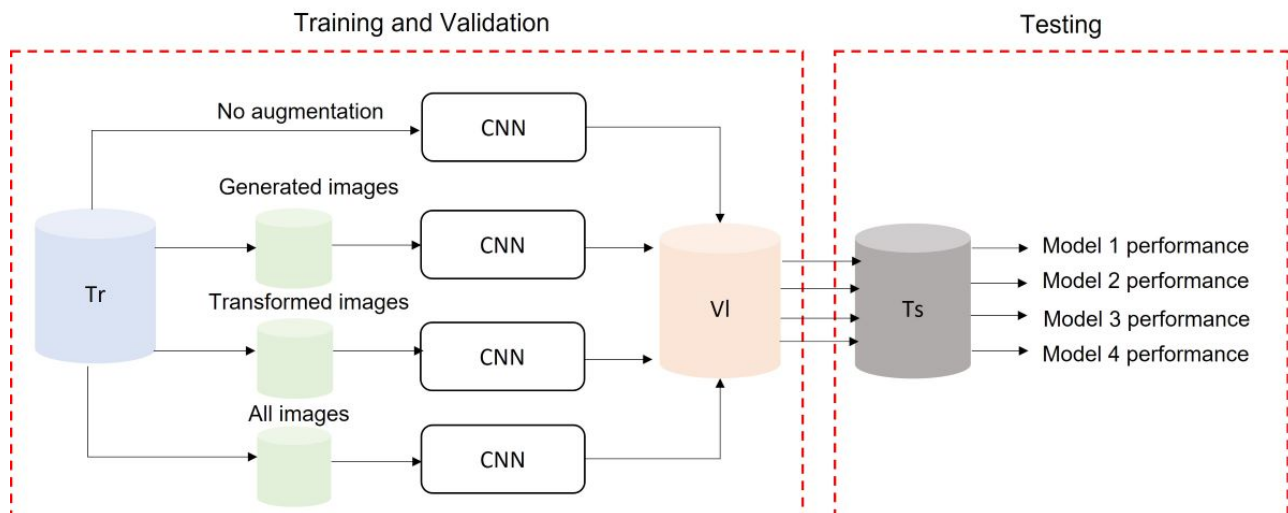 Training and Validation
Testing
No augmentation
CNN
Generated images
CNN
Tr
Transformed images
CNN
All images
CNN
Vl
Ts
Model 1 performance
Model 2 performance
Model 3 performance
Model 4 performance